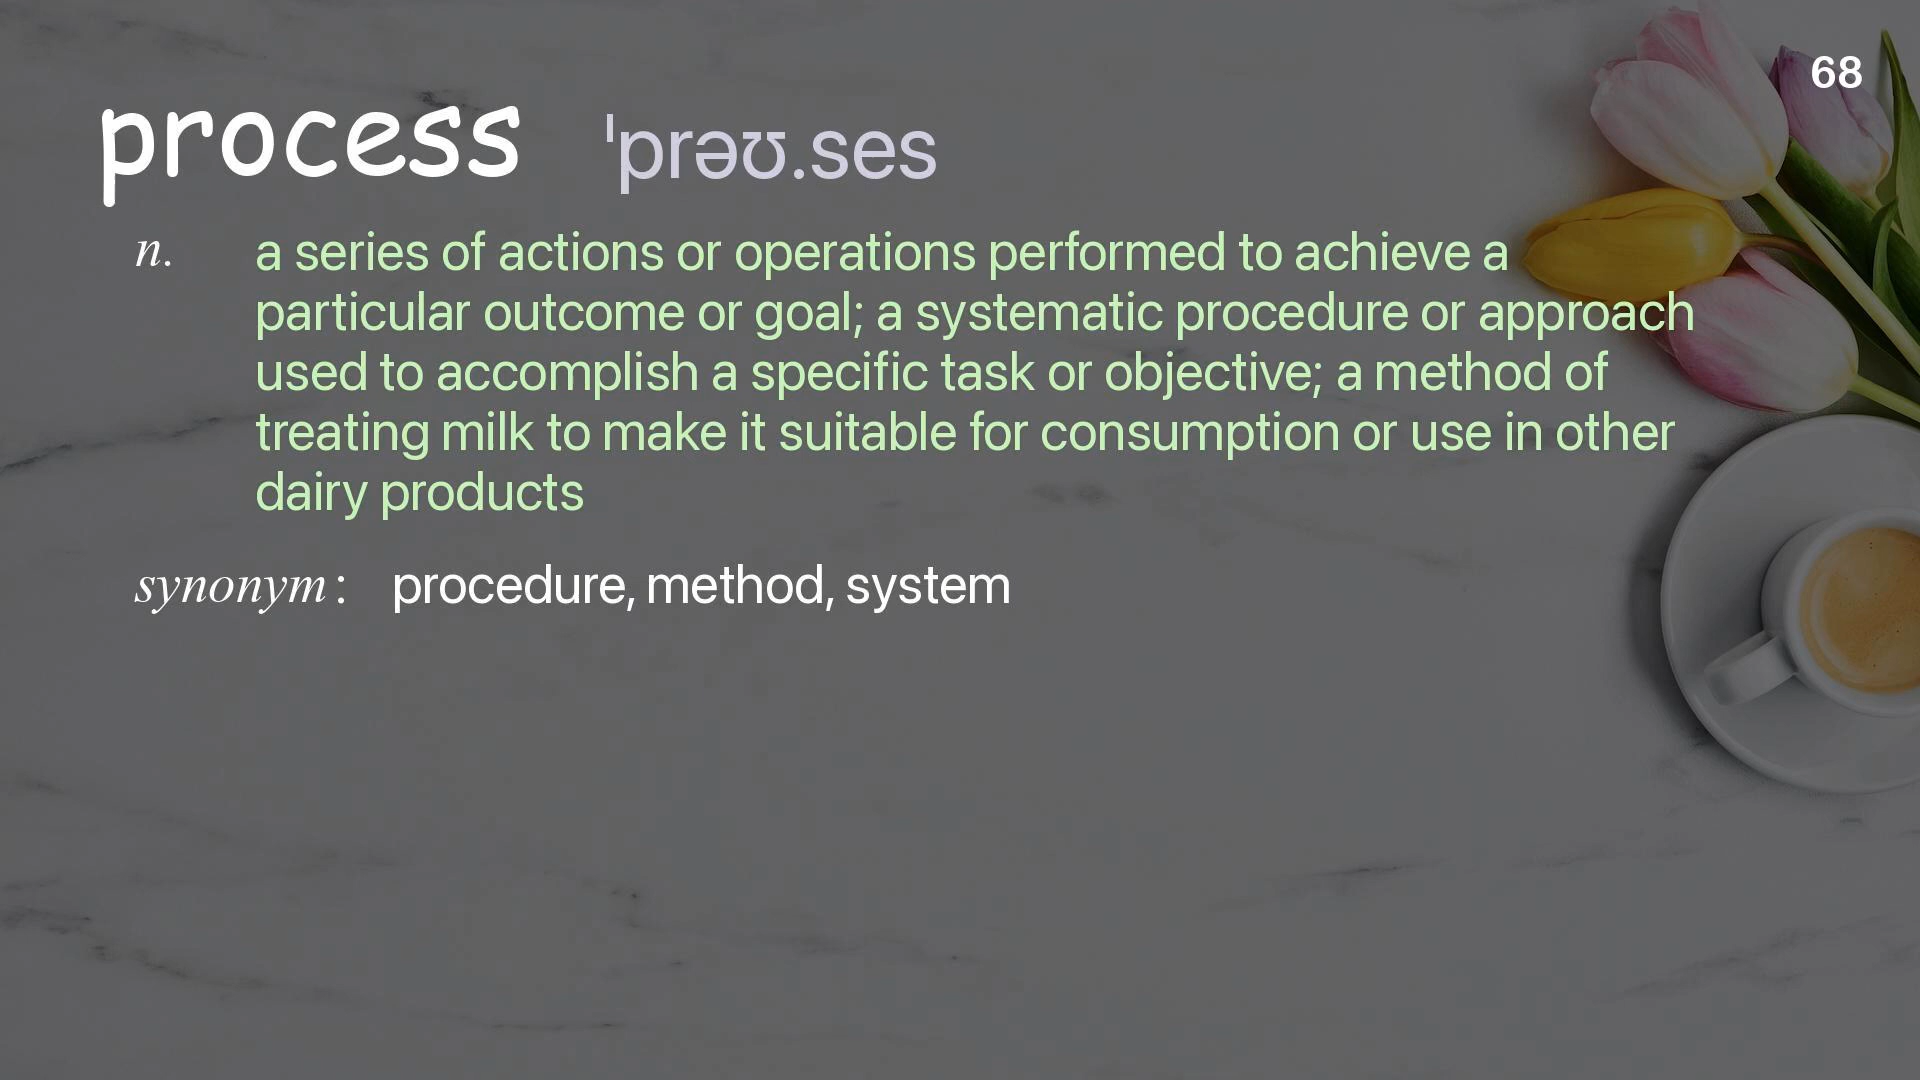 68
process ˈprəʊ.ses
n. a series of actions or operations performed to achieve a
particular outcome or goal; a systematic procedure or approach
used to accomplish a specific task or objective; a method of
treating milk to make it suitable for consumption or use in other
dairy products
synonym: procedure, method, system